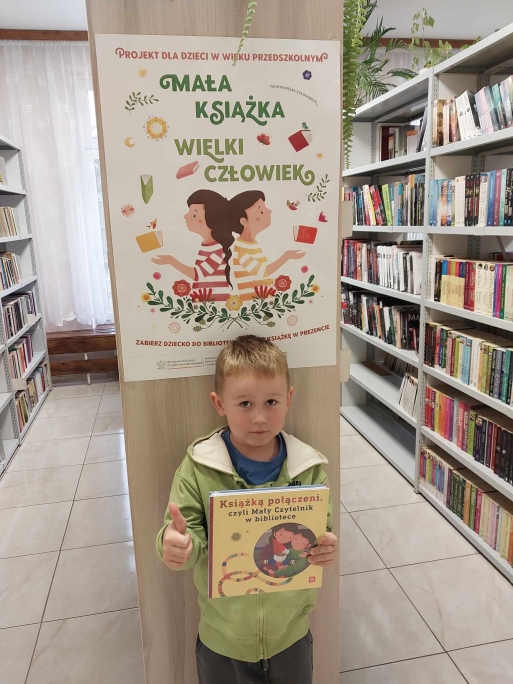 PROJEKT DLA DZIECI W WIEKU PRZEDSZKOLNYM
MAŁA
KSIĄŻKA
WIELKI
CZŁOWIEK
ZABIERZ DZIECKO DO BIBLIOTEKI KSIĄŻKĘ W PREZENCIE
Książką połączeni,
czyli Mały Czytelnik
w bibliotece